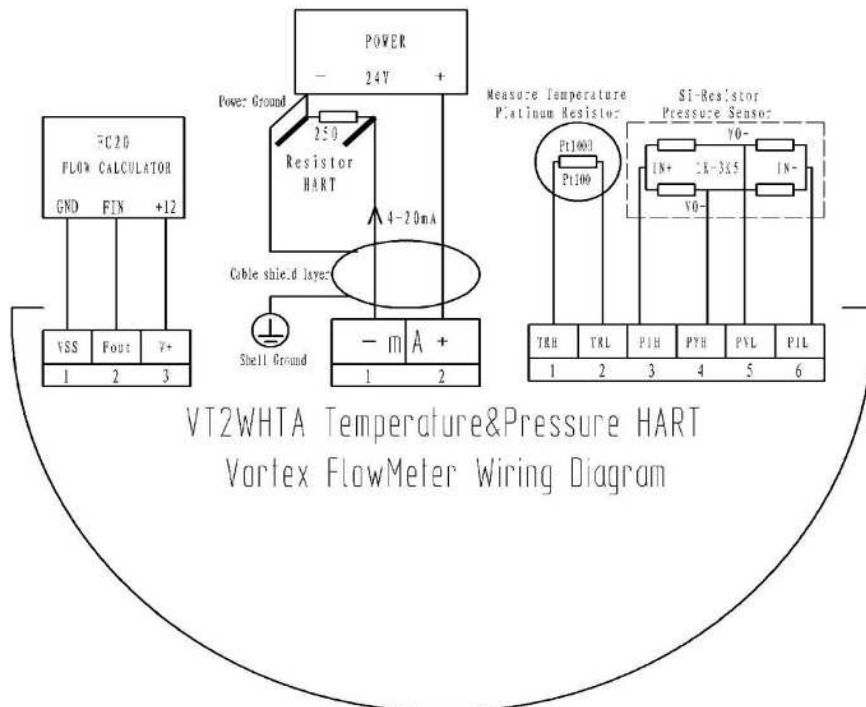 POWER
− 24V +
Power Ground
250
Resistor
HART
4-20mA
Cable shield layer
Shell Ground
FC20
FLOW CALCULATOR
GND FIN +12
VSS Fout V+
1 2 3
− mA +
1 2
Measure Temperature
Platinum Resistor
Pt1000
Pt100
Si-Resistor
Pressure Sensor
VO-
IN+ 1K-3K5 IN-
VO-
TRH TRL PIH PVH PVL PIL
1 2 3 4 5 6
VT2WHTA Temperature&Pressure HART
Vortex FlowMeter Wiring Diagram